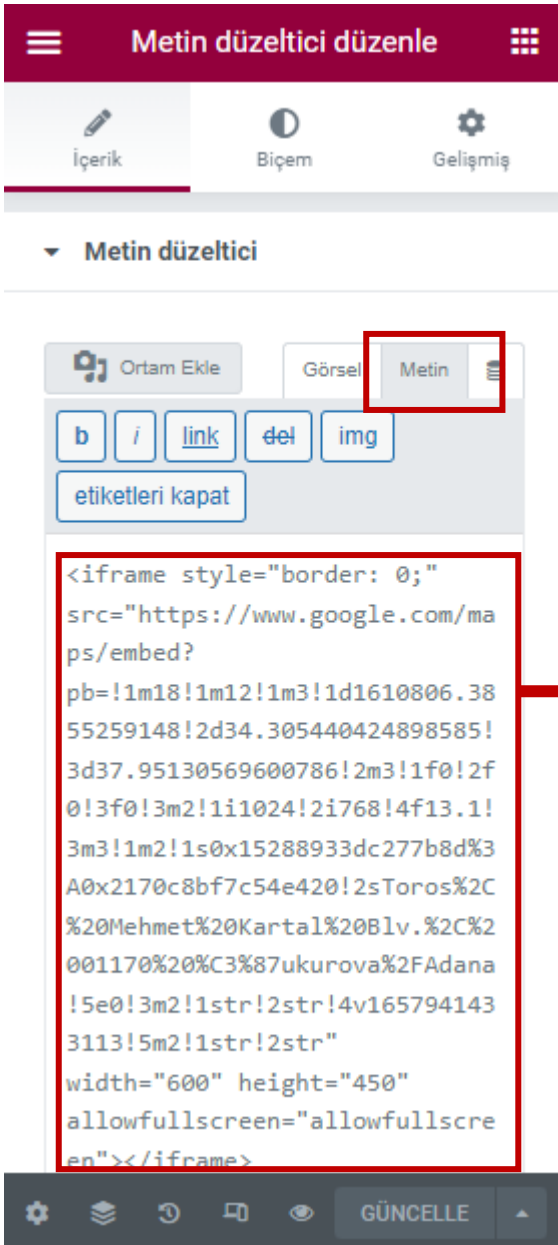 Metin düzeltici düzenle
İçerik Biçem Gelişmiş
Metin düzeltici
Ortam Ekle Görsel Metin
b i link del img
etiketleri kapat
<iframe style="border: 0;"
src="https://www.google.com/ma
ps/embed?
pb=!1m18!1m12!1m3!1d1610806.38
55259148!2d34.305440424898585!
3d37.95130569600786!2m3!1f0!2f
0!3f0!3m2!1i1024!2i768!4f13.1!
3m3!1m2!1s0x15288933dc277b8d%3
A0x2170c8bf7c54e420!2sToros%2C
%20Mehmet%20Kartal%20Blv.%2C%2
001170%20%C3%87ukurova%2FAdana
!5e0!3m2!1str!2str!4v165794143
3113!5m2!1str!2str"
width="600" height="450"
allowfullscreen="allowfullscre
en"></iframe>
GÜNCELLE